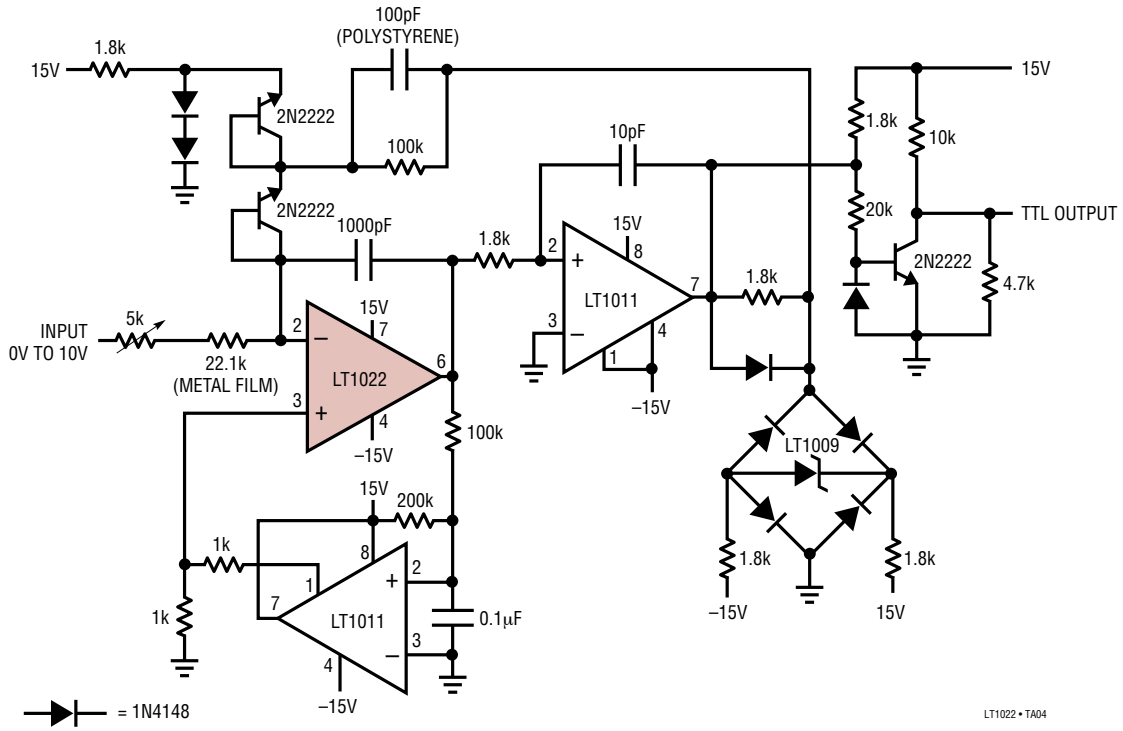 100pF
(POLYSTYRENE)
15V
1.8k
2N2222
100k
2N2222
1000pF
1.8k
10pF
15V
2
+
8
LT1011
7
3
–
1
4
–15V
1.8k
15V
1.8k
10k
20k
TTL OUTPUT
2N2222
4.7k
INPUT
0V TO 10V
5k
22.1k
(METAL FILM)
15V
2
–
7
LT1022
6
3
+
4
–15V
100k
LT1009
1.8k
–15V
1.8k
15V
15V
200k
1k
8
1
+
2
7
LT1011
0.1µF
1k
–
3
4
–15V
= 1N4148
LT1022 • TA04